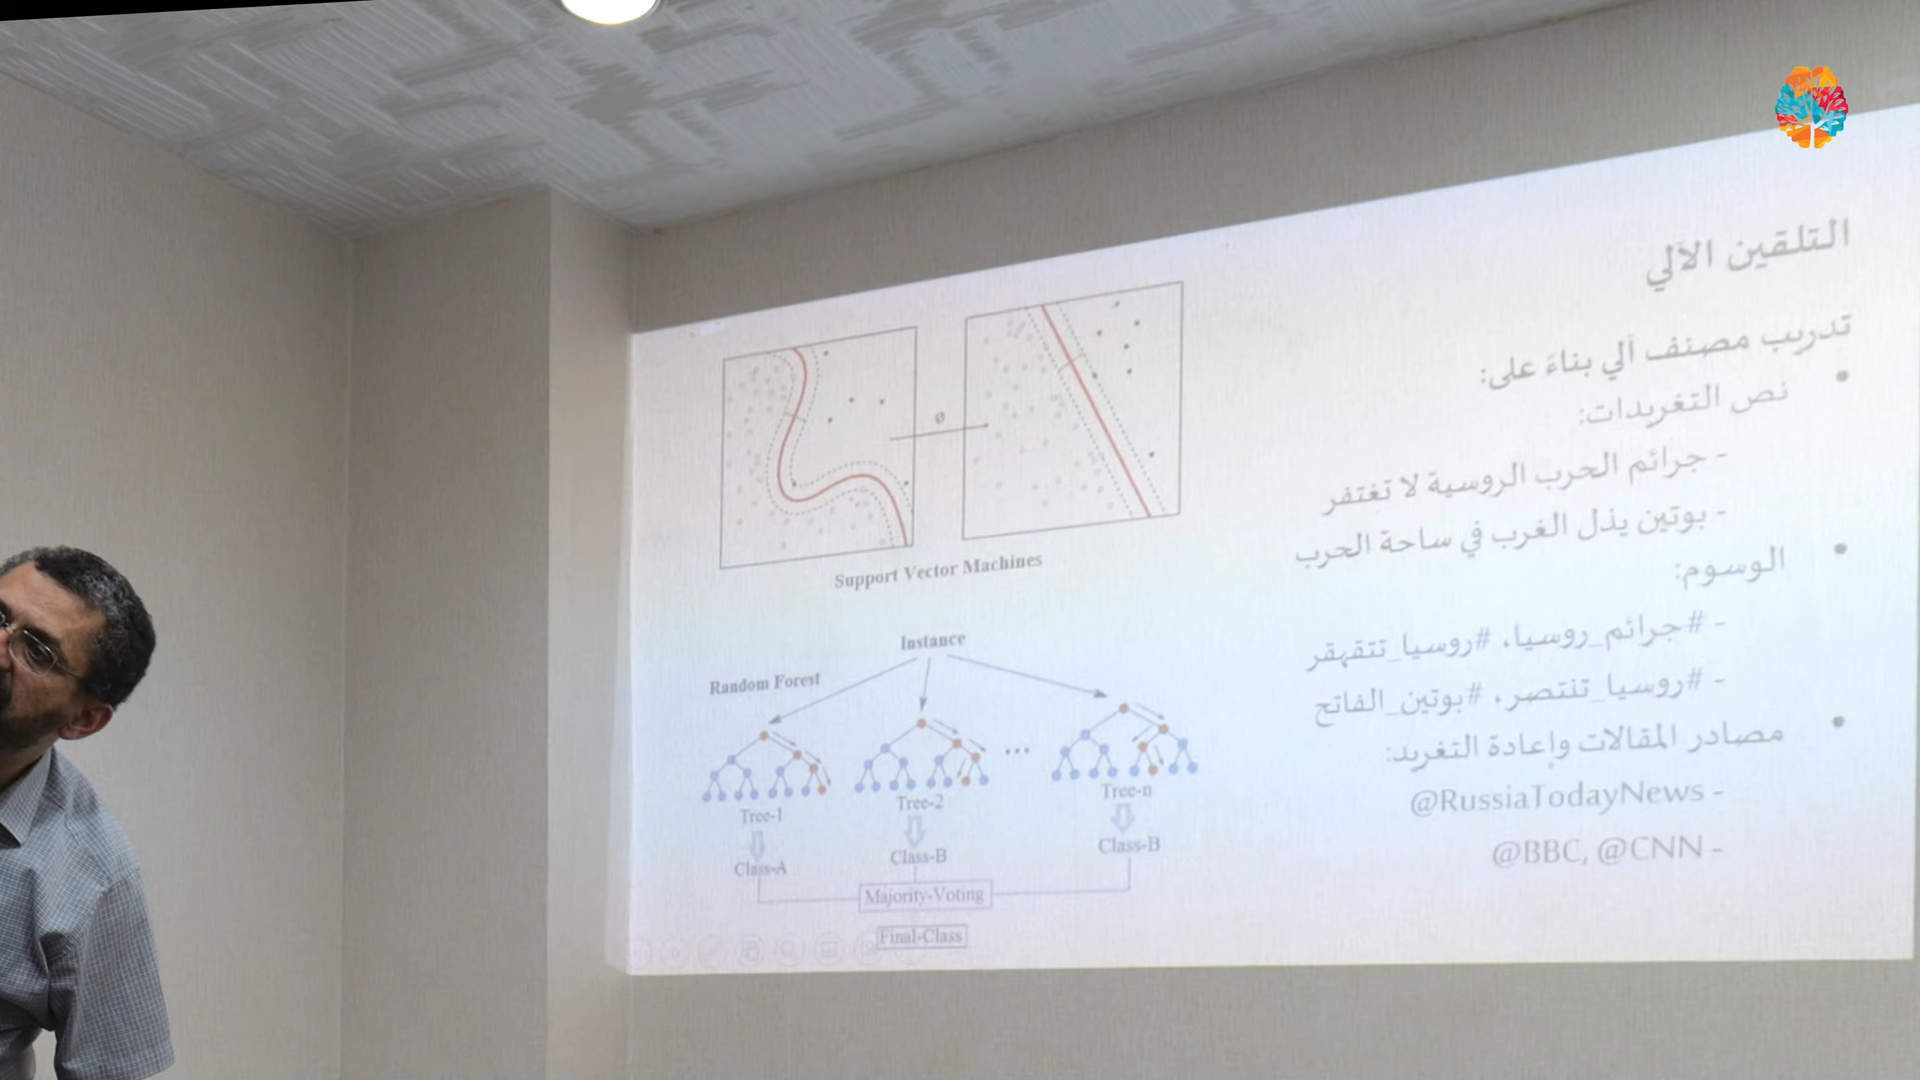 التلقين الآلي
تدريب مصنف آلي بناءً على:
• نص التغريدات:
- جرائم الحرب الروسية لا تغتفر
- بوتين يذل الغرب في ساحة الحرب
• الوسوم:
- #جرائم_روسيا، #روسيا_تتقهقر
- #روسيا_تنتصر، #بوتين_الفاتح
• مصادر المقالات وإعادة التغريد:
- @RussiaTodayNews
- @BBC, @CNN
ø
Support Vector Machines
Instance
Random Forest
...
Tree-1 Tree-2 Tree-n
Class-A Class-B Class-B
Majority-Voting
Final-Class